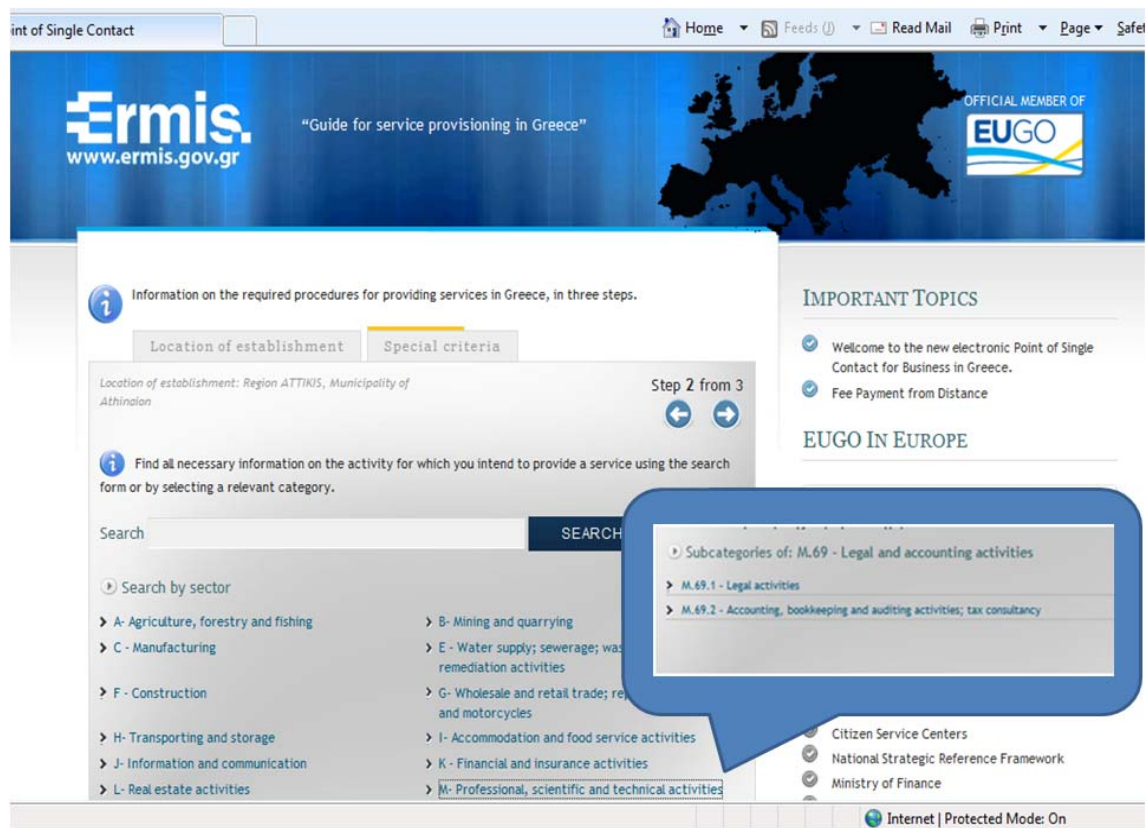 int of Single Contact
Home
Feeds (J)
Read Mail
Print
Page
Ermis.
www.ermis.gov.gr
"Guide for service provisioning in Greece"
OFFICIAL MEMBER OF
EUGO
Information on the required procedures for providing services in Greece, in three steps.
Location of establishment
Special criteria
Location of establishment: Region ATTIKIS, Municipality of
Athinaion
Step 2 from 3
Find all necessary information on the activity for which you intend to provide a service using the search
form or by selecting a relevant category.
Search
SEARCH
Search by sector
A- Agriculture, forestry and fishing
B- Mining and quarrying
C - Manufacturing
E - Water supply; sewerage;
remediation activities
F - Construction
G- Wholesale and retail trade;
and motorcycles
H- Transporting and storage
I- Accommodation and food service activities
J- Information and communication
K - Financial and insurance activities
L- Real estate activities
M- Professional, scientific and technical activities
IMPORTANT TOPICS
Welcome to the new electronic Point of Single
Contact for Business in Greece.
Fee Payment from Distance
EUGO IN EUROPE
Subcategories of: M.69 - Legal and accounting activities
M.69.1 - Legal activities
M.69.2 - Accounting, bookkeeping and auditing activities; tax consultancy
Citizen Service Centers
National Strategic Reference Framework
Ministry of Finance
Internet | Protected Mode: On